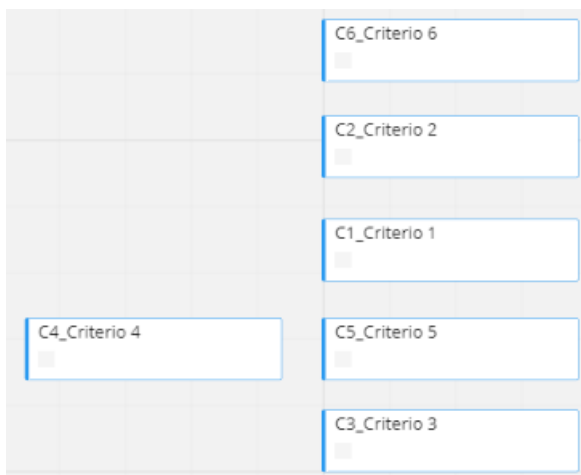 C6_Criterio 6
C2_Criterio 2
C1_Criterio 1
C4_Criterio 4
C5_Criterio 5
C3_Criterio 3